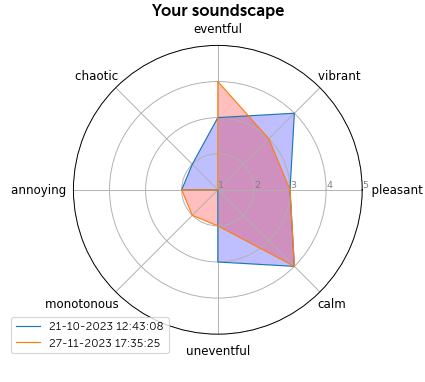 Your soundscape
eventful
chaotic
vibrant
annoying
1 2 3 4 5
pleasant
monotonous
calm
uneventful
21-10-2023 12:43:08
27-11-2023 17:35:25